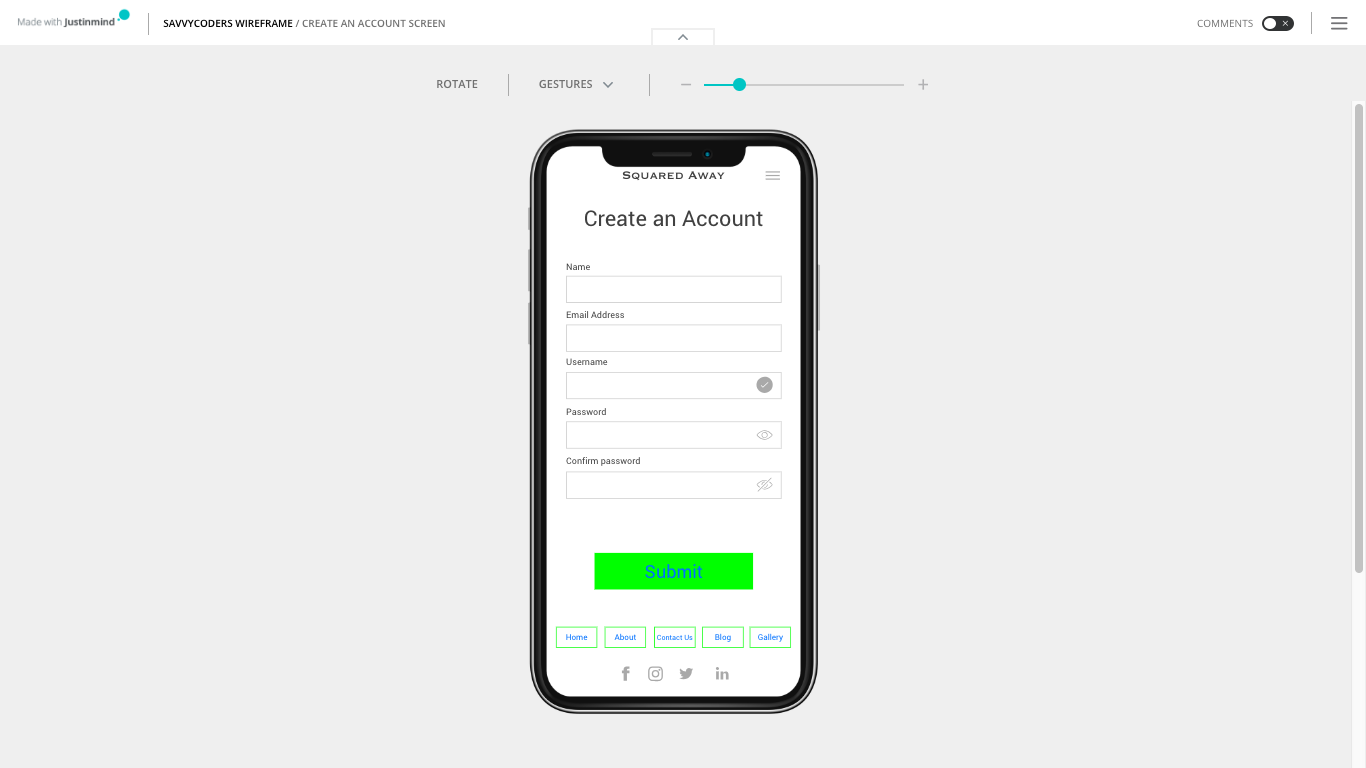 Made with Justinmind
SAVVYCODERS WIREFRAME / CREATE AN ACCOUNT SCREEN
COMMENTS
ROTATE
GESTURES
SQUARED AWAY
Create an Account
Name
Email Address
Username
Password
Confirm password
Submit
Home About Contact Us Blog Gallery